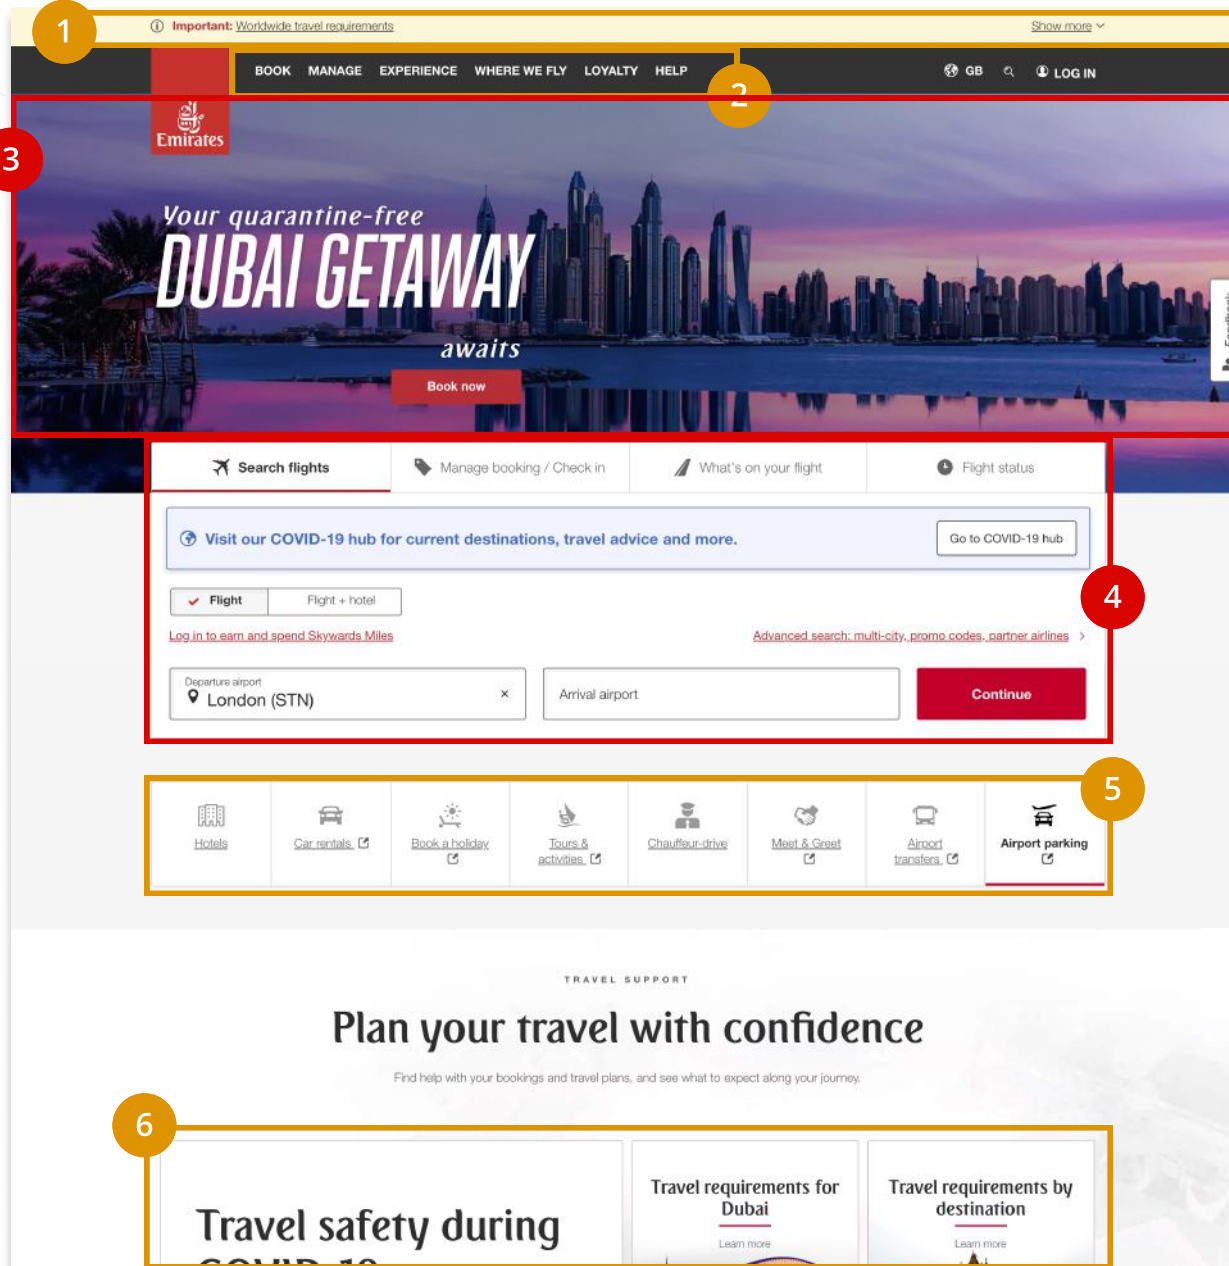 1
Important: Worldwide travel requirements
Show more
BOOK MANAGE EXPERIENCE WHERE WE FLY LOYALTY HELP
GB LOG IN
2
Emirates
3
Your quarantine-free
DUBAI GETAWAY
awaits
Book now
Feedback
Search flights
Manage booking / Check in
What's on your flight
Flight status
Visit our COVID-19 hub for current destinations, travel advice and more.
Go to COVID-19 hub
4
Flight
Flight + hotel
Log in to earn and spend Skywards Miles
Advanced search: multi-city, promo codes, partner airlines
Departure airport
London (STN)
Arrival airport
Continue
5
Hotels
Car rentals
Book a holiday
Tours &
activities
Chauffeur-drive
Meet & Greet
Airport
transfers
Airport parking
TRAVEL SUPPORT
Plan your travel with confidence
Find help with your bookings and travel plans, and see what to expect along your journey.
6
Travel safety during
COVID-19
Travel requirements for
Dubai
Learn more
Travel requirements by
destination
Learn more